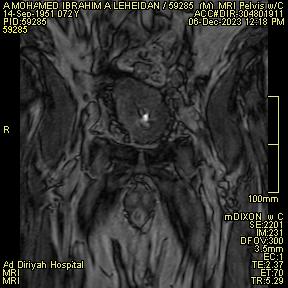 A MOHAMED IBRAHIM A LEHEIDAN / 59285 (M) MRI Pelvis w/C
14-Sep-1951 072Y ACC#DIR-304801911
PID:59285 06-Dec-2023 12:18 PM
59285
R
100mm
mDIXON_w C
SE:2201
IM:231
DFOV:300
3.5mm
EC:1
Ad Diriyah Hospital TE:2.37
MRI ET:70
MRI TR:5.29